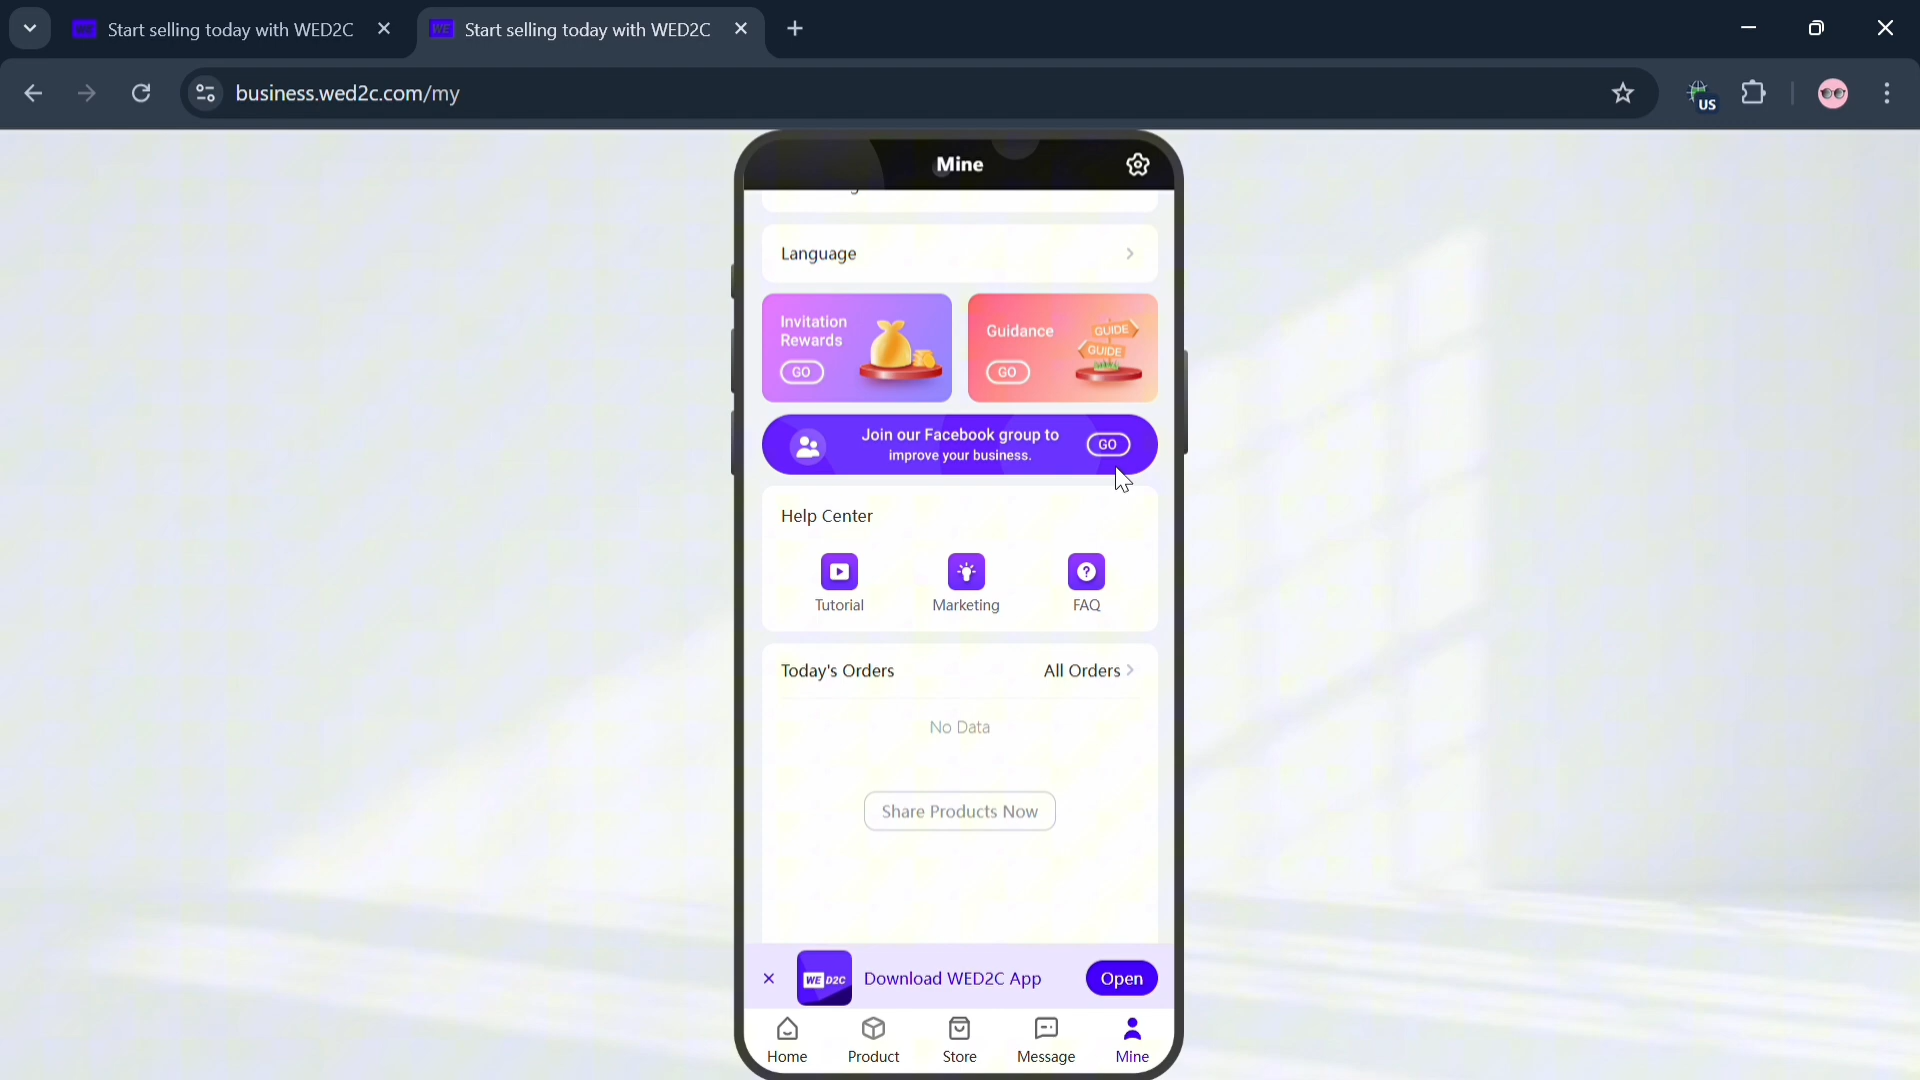 Start selling today with WED2C
Start selling today with WED2C
business.wed2c.com/my
US
Mine
Language
Invitation
Rewards
GO
Guidance
GO
GUIDE
GUIDE
Join our Facebook group to
improve your business.
GO
Help Center
Tutorial
Marketing
FAQ
Today's Orders
All Orders
No Data
Share Products Now
WE D2C
Download WED2C App
Open
Home
Product
Store
Message
Mine